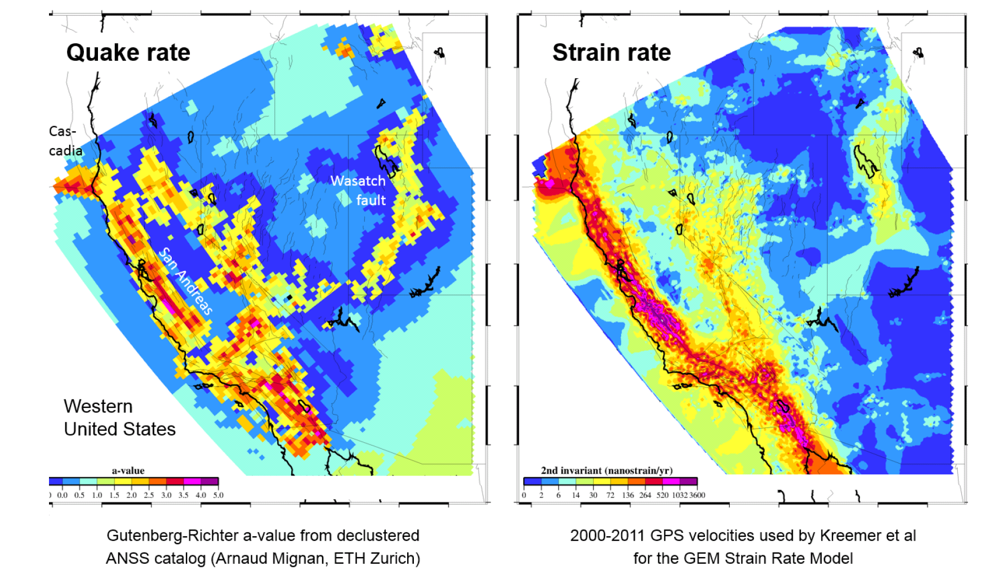 Quake rate
Cas-
cadia
Wasatch
fault
San Andreas
Western
United States
a-value
0 0.0 0.5 1.0 1.5 2.0 2.5 3.0 3.5 4.0 5.0
Gutenberg-Richter a-value from declustered
ANSS catalog (Arnaud Mignan, ETH Zurich)
Strain rate
2nd invariant (nanostrain/yr)
0 2 6 14 30 72 136 264 520 1032 3600
2000-2011 GPS velocities used by Kreemer et al
for the GEM Strain Rate Model